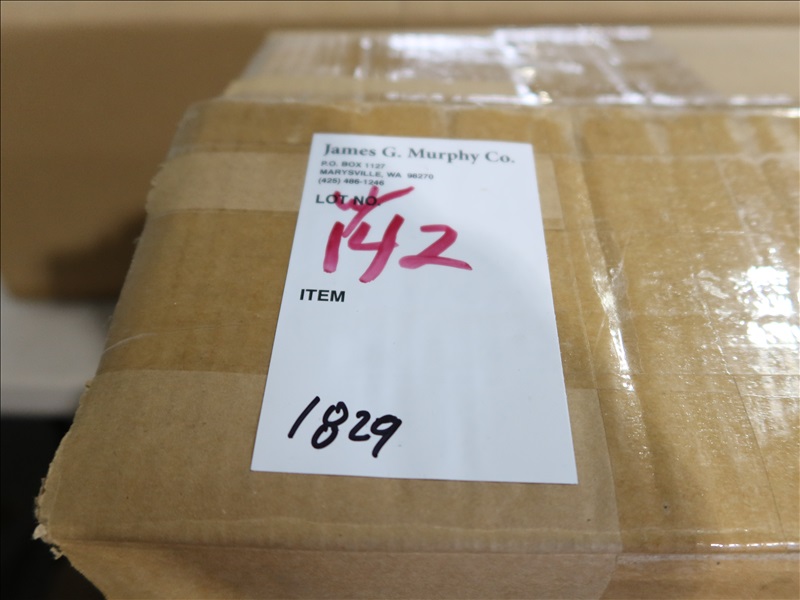 James G. Murphy Co.
P.O. BOX 1127
MARYSVILLE, WA 98270
(425) 486-1246
LOT NO.
w/
142
ITEM
1829